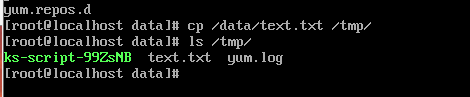 yum.repos.d
[root@localhost data]# cp /data/text.txt /tmp/
[root@localhost data]# ls /tmp/
ks-script-99ZsNB  text.txt  yum.log
[root@localhost data]#